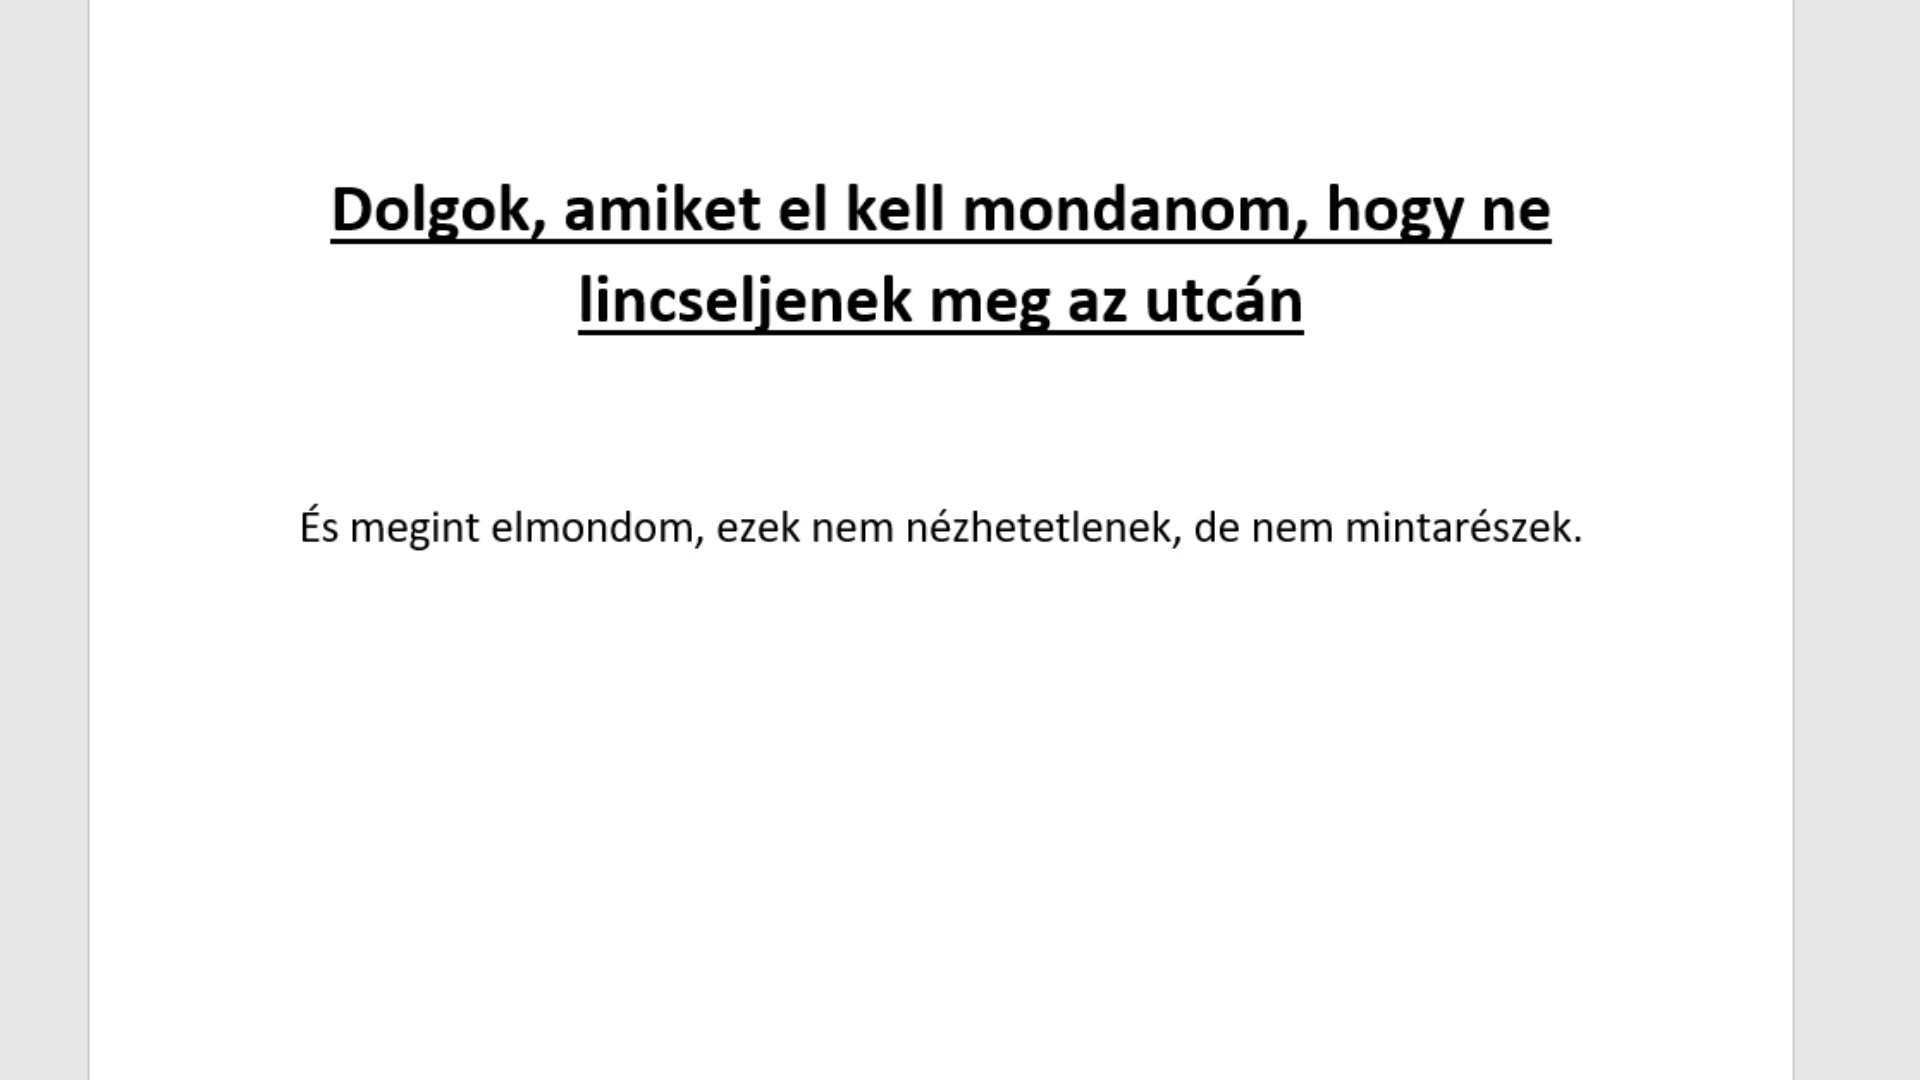 Dolgok, amiket el kell mondanom, hogy ne
lincseljenek meg az utcán
És megint elmondom, ezek nem nézhetetlenek, de nem mintarészek.